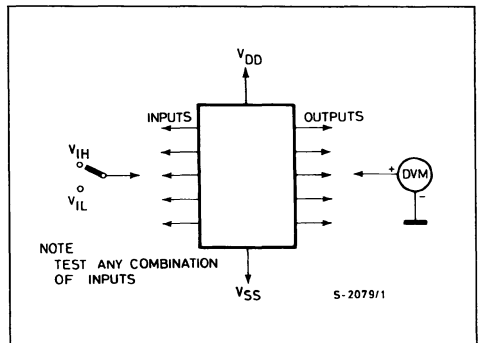 VDD
INPUTS
OUTPUTS
VIH
VIL
+
DVM
−
NOTE
TEST ANY COMBINATION
OF INPUTS
VSS
S-2079/1